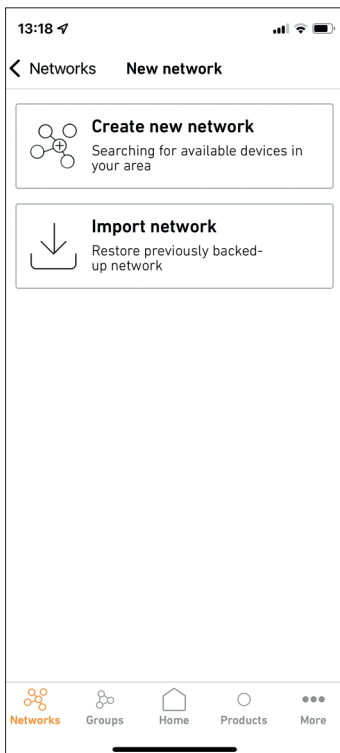 13:18
Networks New network
Create new network
Searching for available devices in
your area
Import network
Restore previously backed-
up network
Networks Groups Home Products More